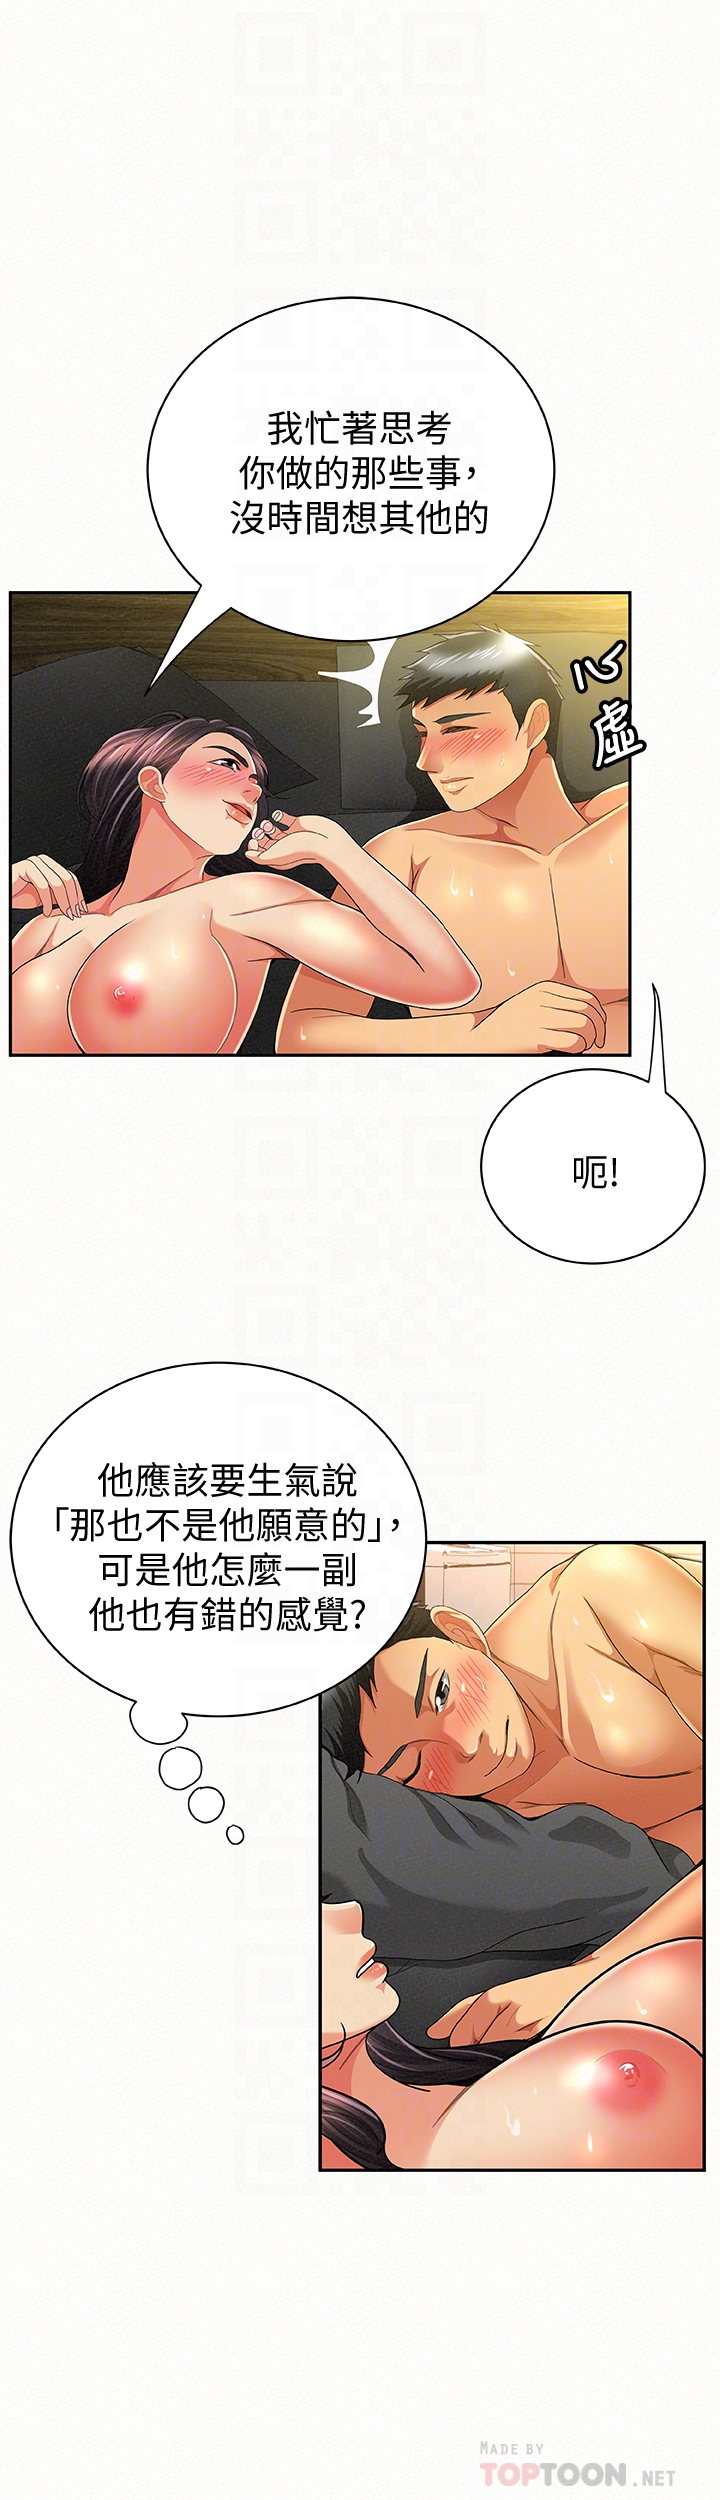 我忙著思考
你做的那些事，
沒時間想其他的
心虛
呃!
他應該要生氣說
「那也不是他願意的」，
可是他怎麼一副
他也有錯的感覺?
MADE BY
TOPTOON.NET